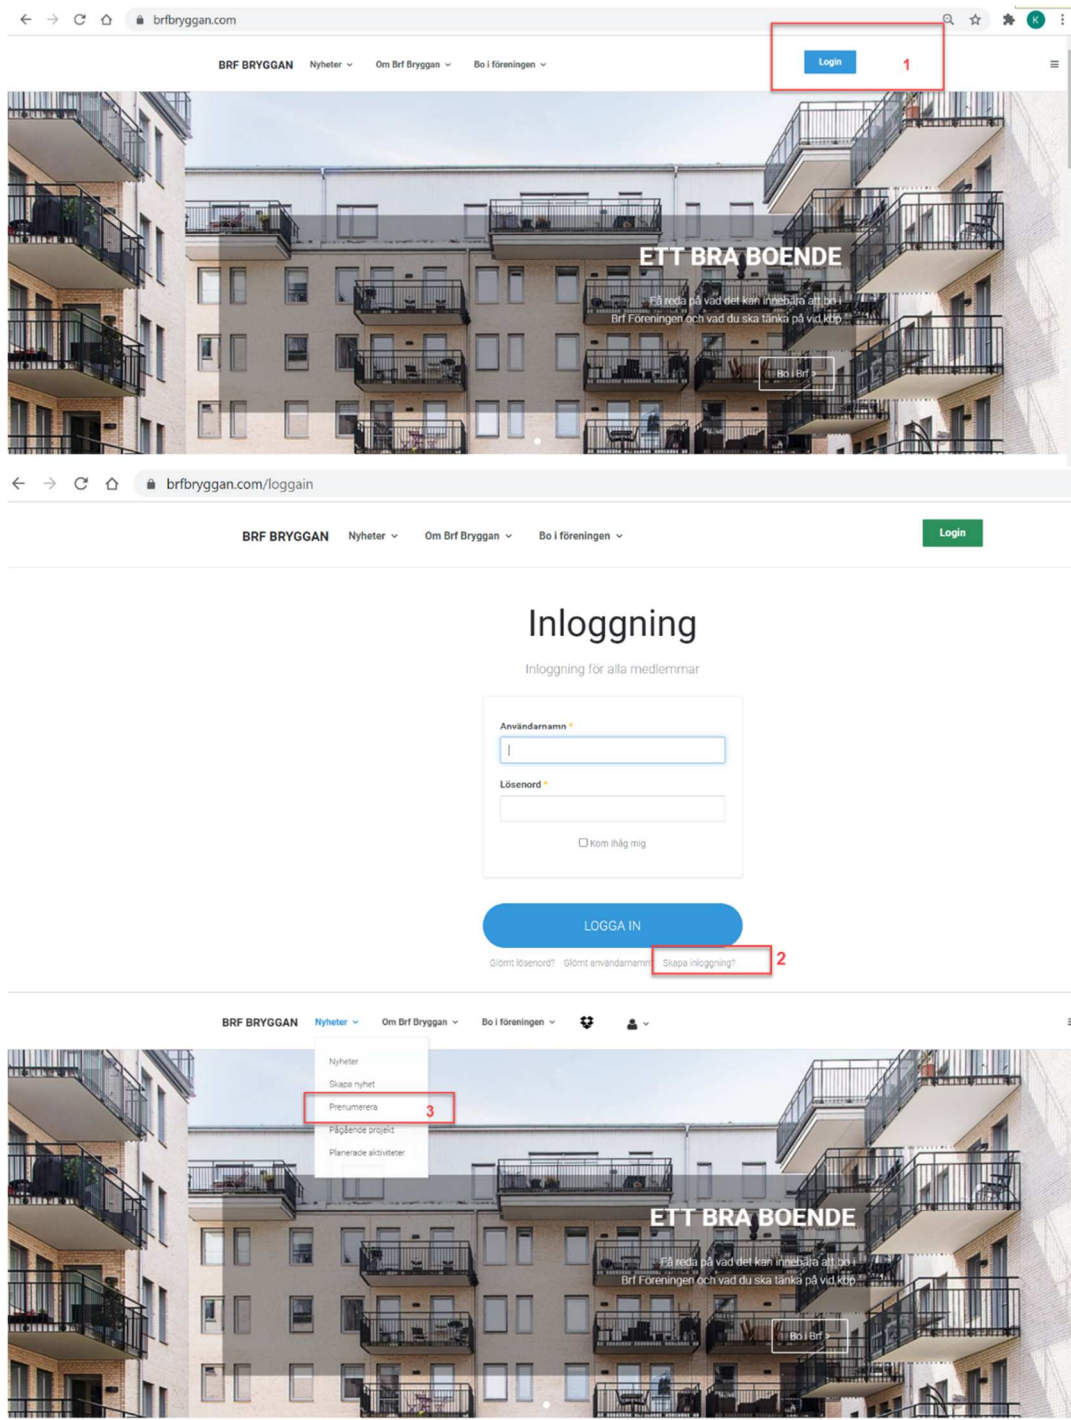 brfbryggan.com
K
BRF BRYGGAN Nyheter Om Brf Bryggan Bo i föreningen Login 1
ETT BRA BOENDE
Få reda på vad det kan innebära att bo i
Brf Föreningen och vad du ska tänka på vid köp
Bo i Brf >
brfbryggan.com/loggain
BRF BRYGGAN Nyheter Om Brf Bryggan Bo i föreningen Login
Inloggning
Inloggning för alla medlemmar
Användarnamn *
Lösenord *
Kom ihåg mig
LOGGA IN
Glömt lösenord? Glömt användarnamn? Skapa inloggning? 2
BRF BRYGGAN Nyheter Om Brf Bryggan Bo i föreningen
Nyheter
Skapa nyhet
Prenumerera 3
Pågående projekt
Planerade aktiviteter
ETT BRA BOENDE
Få reda på vad det kan innebära att bo i
Brf Föreningen och vad du ska tänka på vid köp
Bo i Brf >